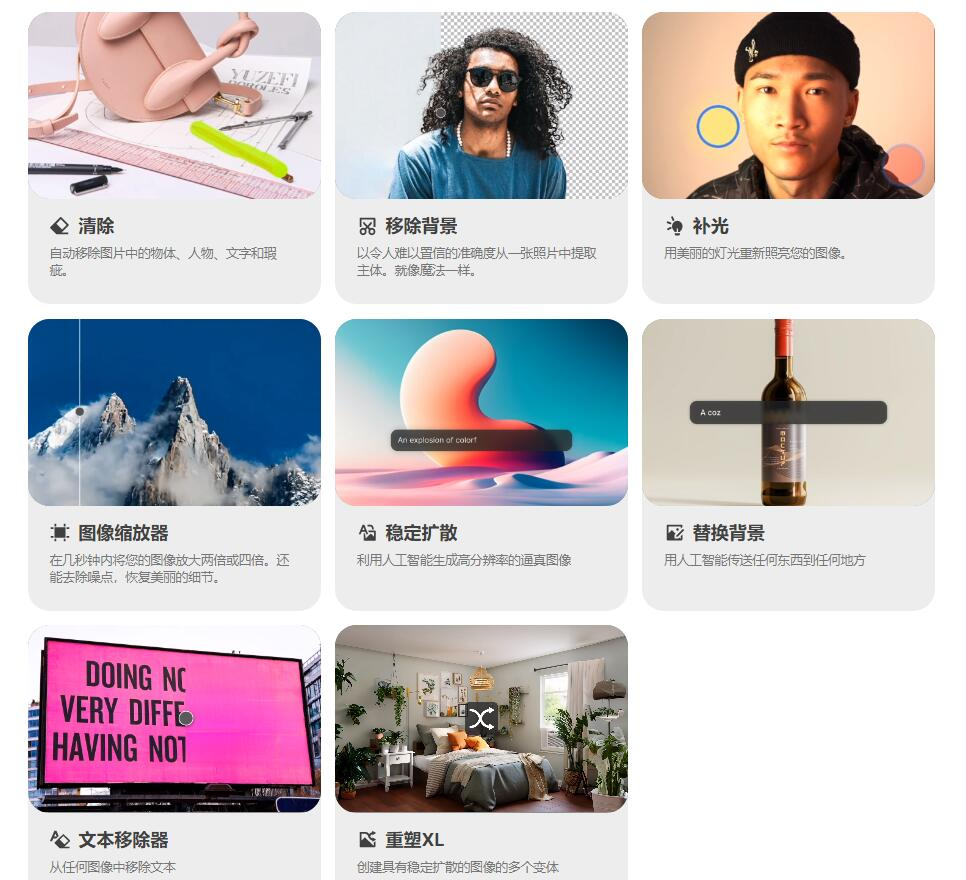 YUZEFI
清除
自动移除图片中的物体、人物、文字和瑕
疵。
移除背景
以令人难以置信的准确度从一张照片中提取
主体。就像魔法一样。
补光
用美丽的灯光重新照亮您的图像。
图像缩放器
在几秒钟内将您的图像放大两倍或四倍。还
能去除噪点，恢复美丽的细节。
An explosion of colorf
稳定扩散
利用人工智能生成高分辨率的逼真图像
A coz
替换背景
用人工智能传送任何东西到任何地方
DOING NO
VERY DIFFE
HAVING NOT
文本移除器
从任何图像中移除文本
重塑XL
创建具有稳定扩散的图像的多个变体